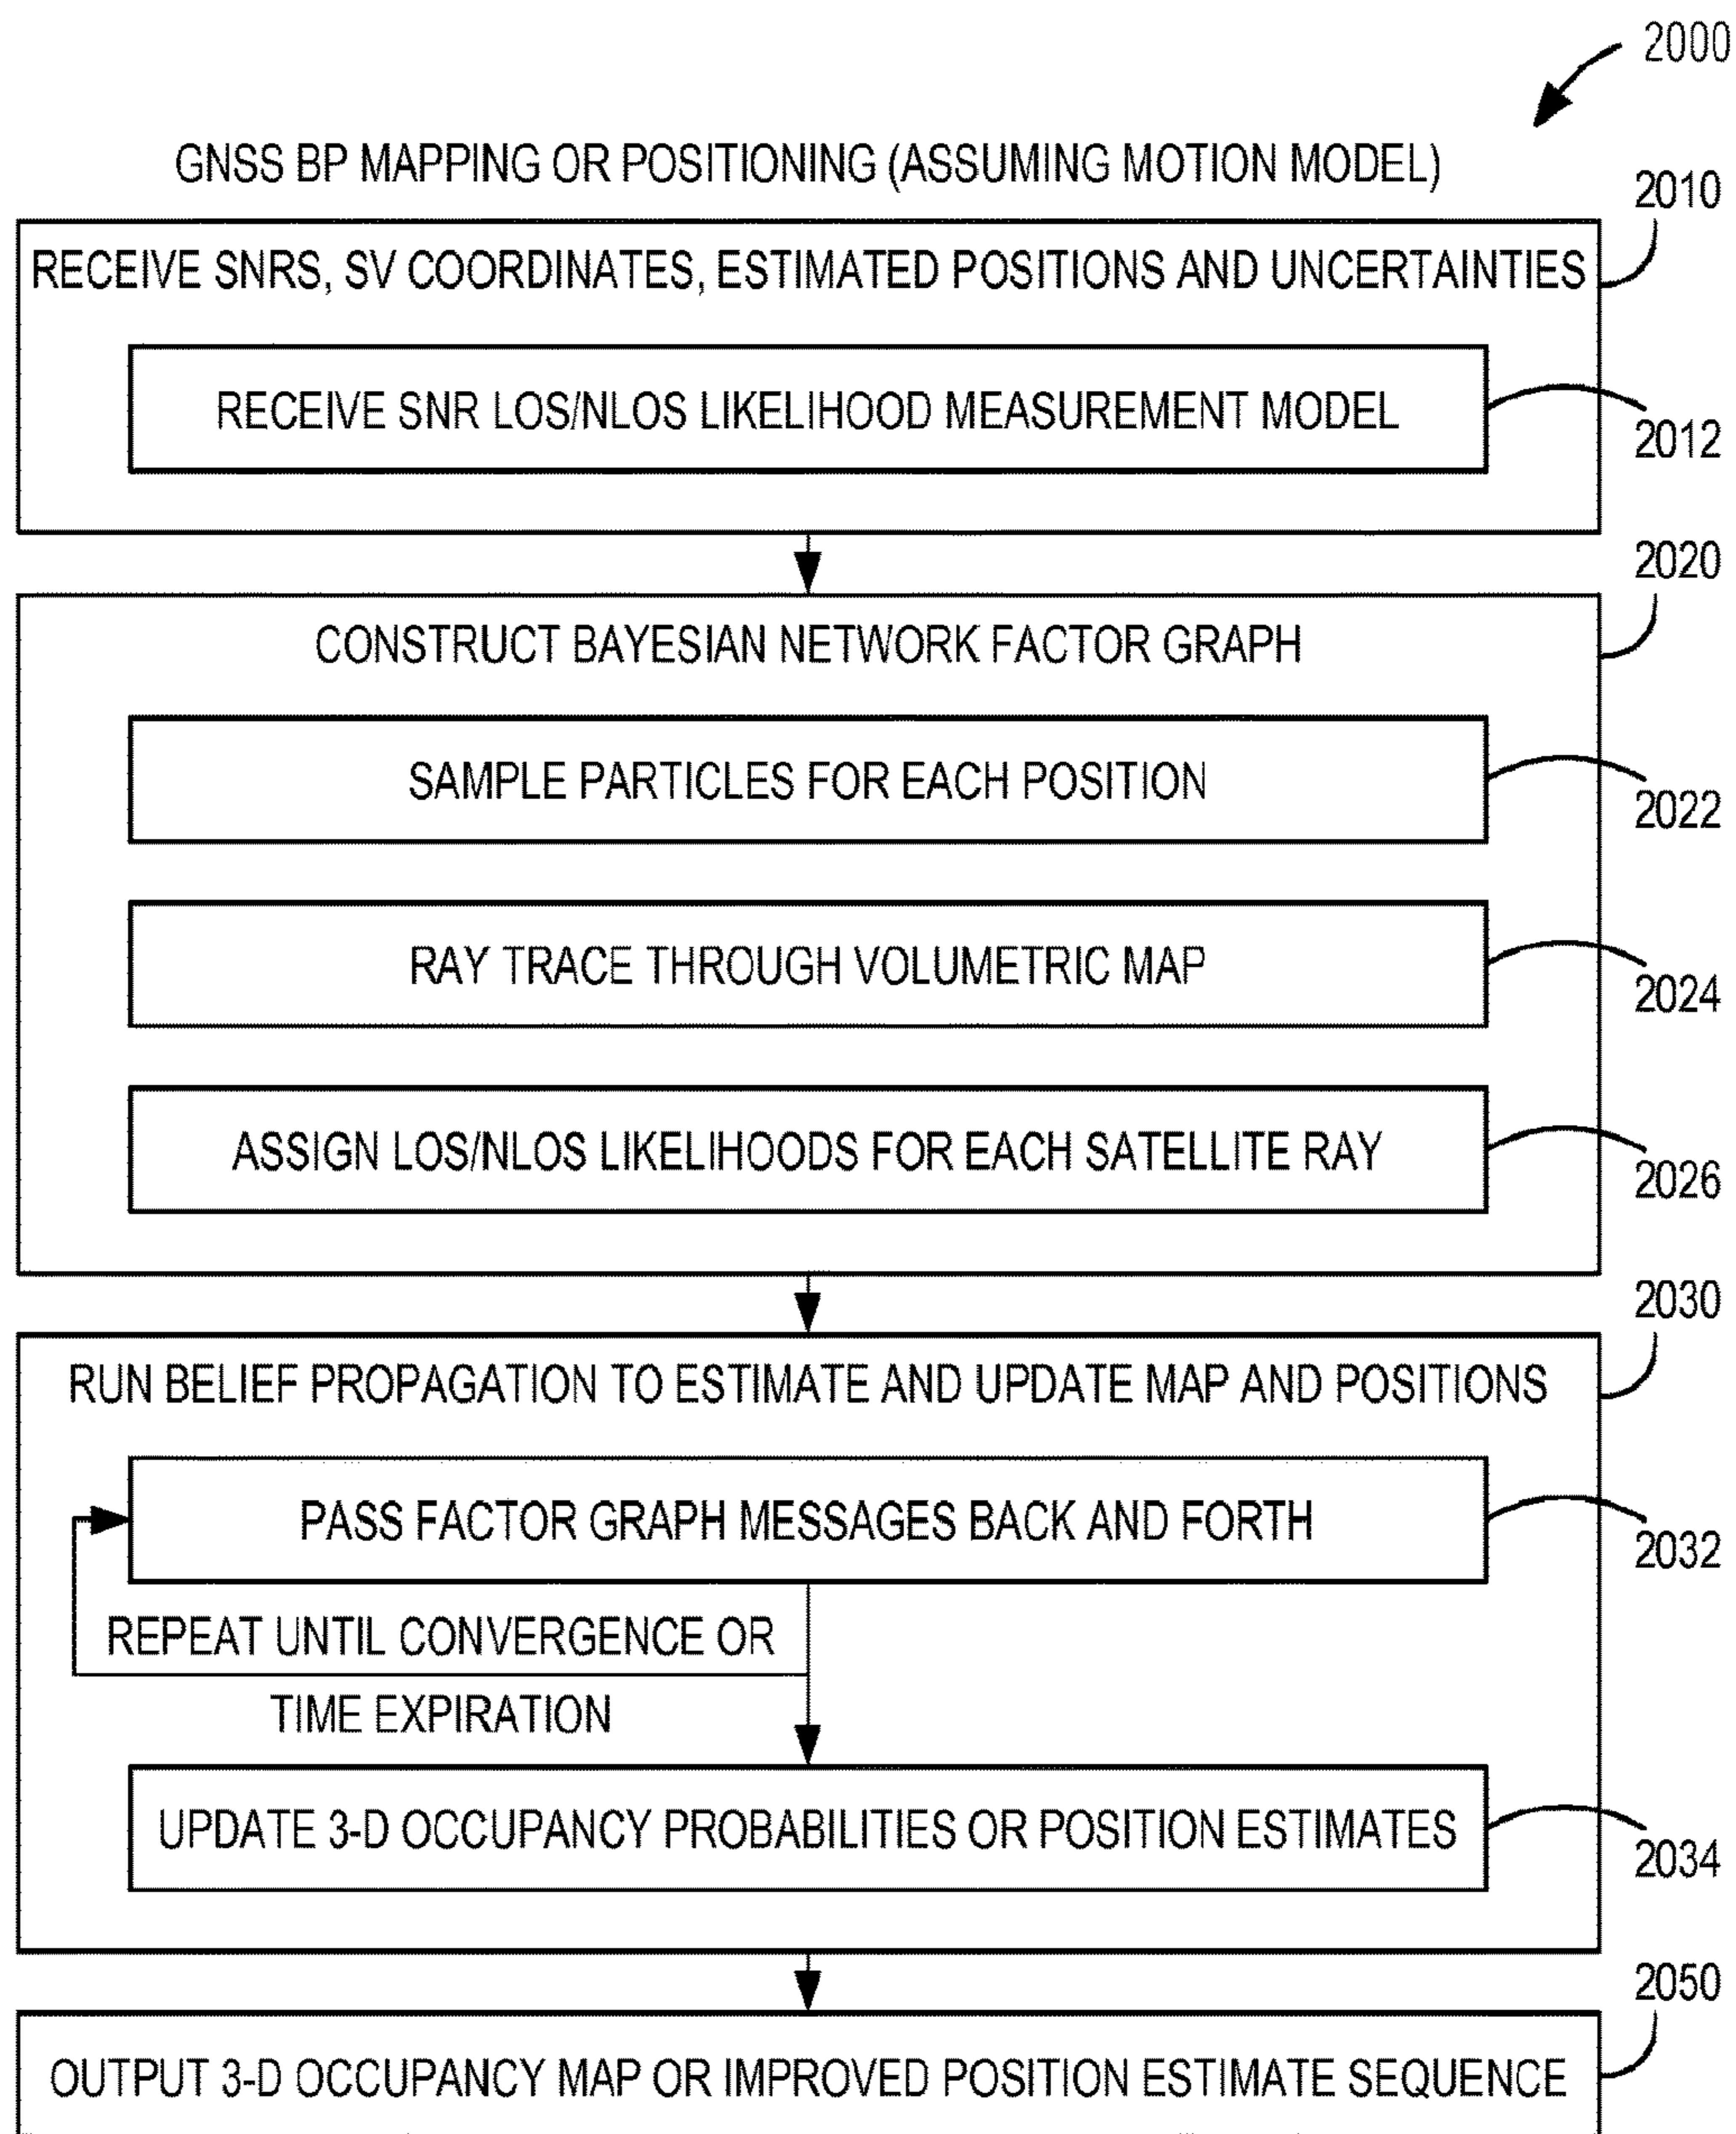 2000
GNSS BP MAPPING OR POSITIONING (ASSUMING MOTION MODEL)
2010
RECEIVE SNRS, SV COORDINATES, ESTIMATED POSITIONS AND UNCERTAINTIES
RECEIVE SNR LOS/NLOS LIKELIHOOD MEASUREMENT MODEL
2012
2020
CONSTRUCT BAYESIAN NETWORK FACTOR GRAPH
SAMPLE PARTICLES FOR EACH POSITION
2022
RAY TRACE THROUGH VOLUMETRIC MAP
2024
ASSIGN LOS/NLOS LIKELIHOODS FOR EACH SATELLITE RAY
2026
2030
RUN BELIEF PROPAGATION TO ESTIMATE AND UPDATE MAP AND POSITIONS
PASS FACTOR GRAPH MESSAGES BACK AND FORTH
2032
REPEAT UNTIL CONVERGENCE OR
TIME EXPIRATION
UPDATE 3-D OCCUPANCY PROBABILITIES OR POSITION ESTIMATES
2034
2050
OUTPUT 3-D OCCUPANCY MAP OR IMPROVED POSITION ESTIMATE SEQUENCE